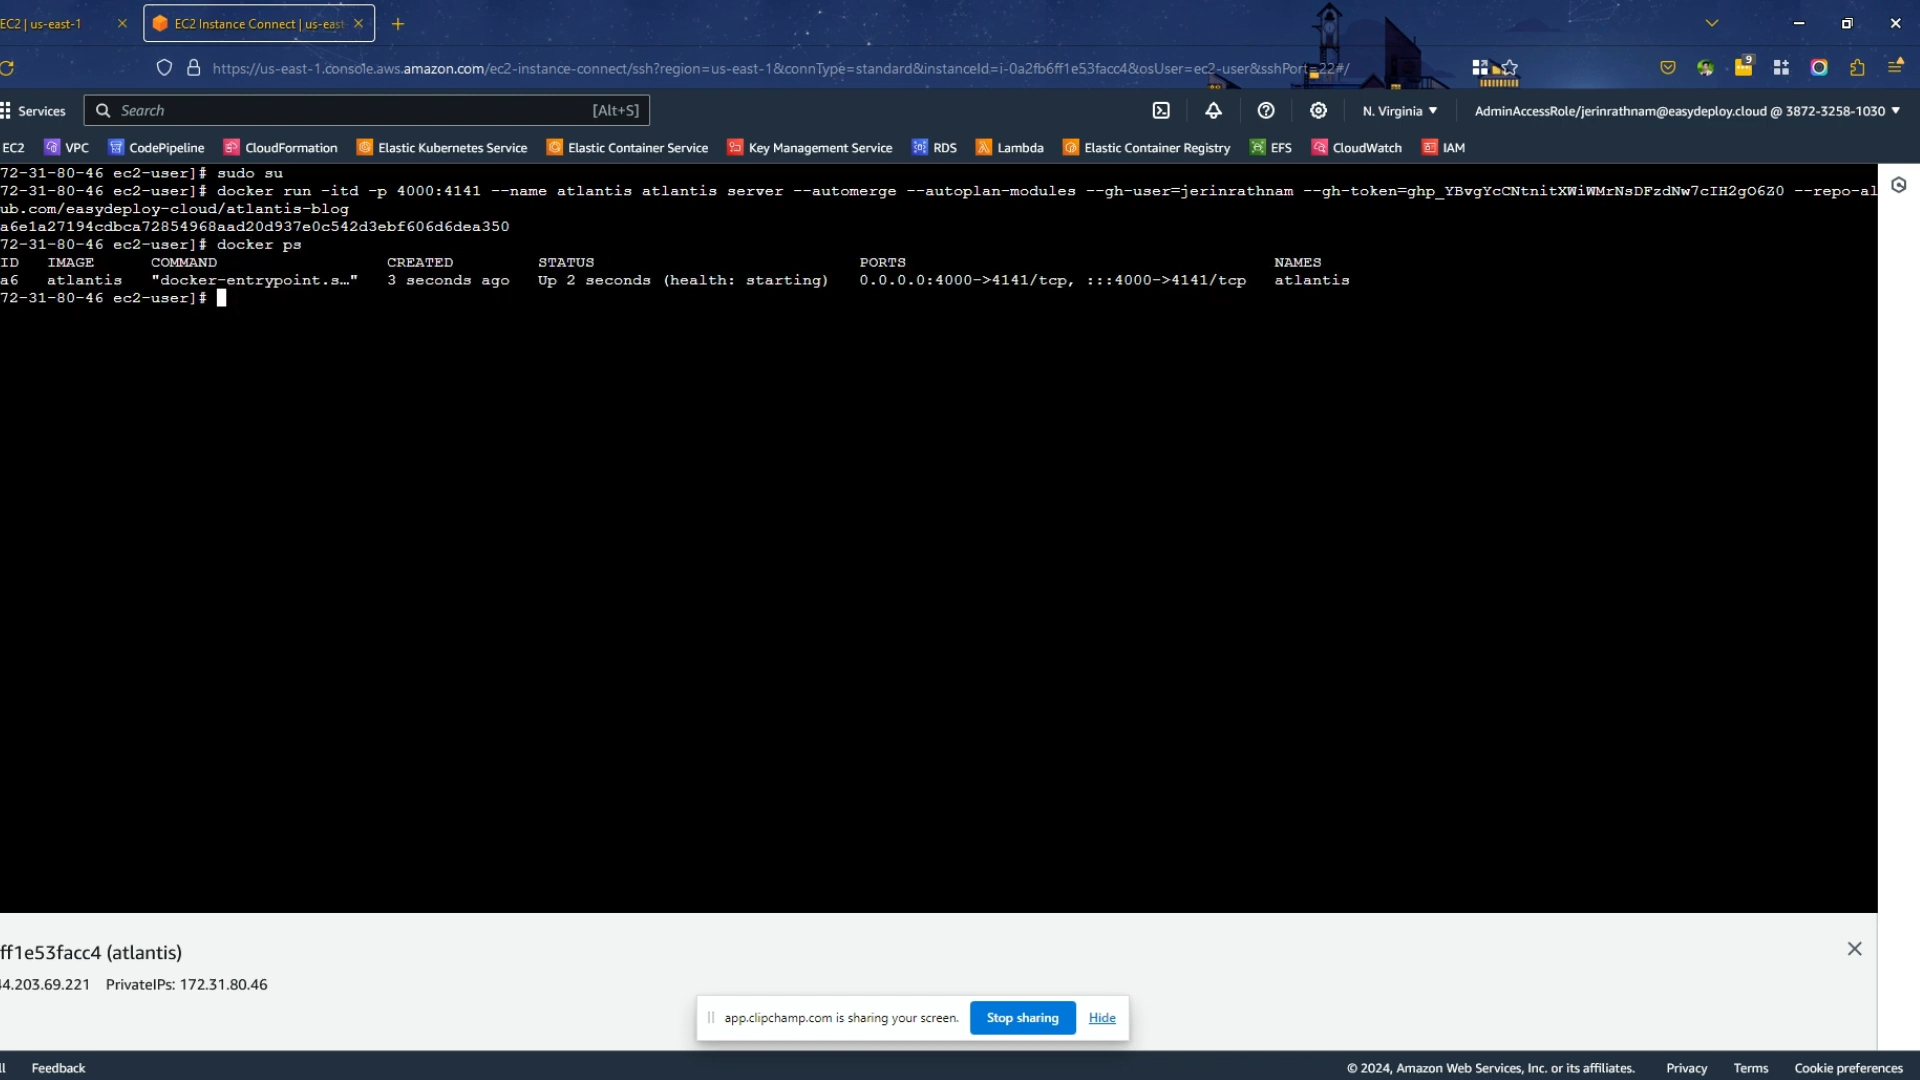 EC2 | us-east-1
EC2 Instance Connect | us-east
https://us-east-1.console.aws.amazon.com/ec2-instance-connect/ssh?region=us-east-1&connType=standard&instanceId=i-0a2fb6ff1e53facc4&osUser=ec2-user&sshPort=22#/
9
Services
Search
[Alt+S]
N. Virginia
AdminAccessRole/jerinrathnam@easydeploy.cloud @ 3872-3258-1030
EC2 VPC CodePipeline CloudFormation Elastic Kubernetes Service Elastic Container Service Key Management Service RDS Lambda Elastic Container Registry EFS CloudWatch IAM
72-31-80-46 ec2-user]# sudo su
72-31-80-46 ec2-user]# docker run -itd -p 4000:4141 --name atlantis atlantis server --automerge --autoplan-modules --gh-user=jerinrathnam --gh-token=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 --repo-al
ub.com/easydeploy-cloud/atlantis-blog
a6e1a27194cdbca72854968aad20d937e0c542d3ebf606d6dea350
72-31-80-46 ec2-user]# docker ps
ID IMAGE COMMAND CREATED STATUS PORTS NAMES
a6 atlantis "docker-entrypoint.s…" 3 seconds ago Up 2 seconds (health: starting) 0.0.0.0:4000->4141/tcp, :::4000->4141/tcp atlantis
72-31-80-46 ec2-user]#
ff1e53facc4 (atlantis)
4.203.69.221 PrivateIPs: 172.31.80.46
app.clipchamp.com is sharing your screen.
Stop sharing
Hide
Feedback
© 2024, Amazon Web Services, Inc. or its affiliates.
Privacy
Terms
Cookie preferences